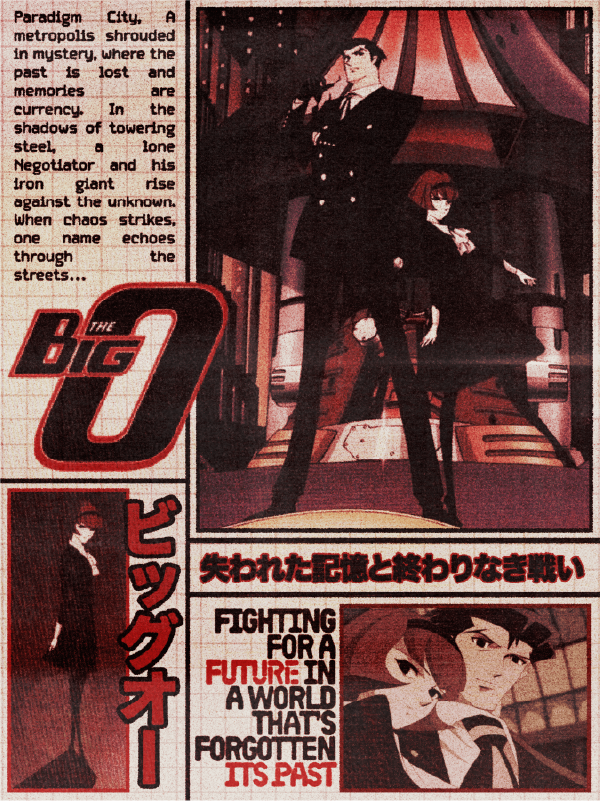 Paradigm City, A
metropolis shrouded
in mystery, where the
past is lost and
memories are
currency. In the
shadows of towering
steel, a lone
Negotiator and his
iron giant rise
against the unknown.
When chaos strikes,
one name echoes
through the
streets...
THE
BIG O
ビッグオー
失われた記憶と終わりなき戦い
FIGHTING
FOR A
FUTURE IN
A WORLD
THAT'S
FORGOTTEN
ITS PAST